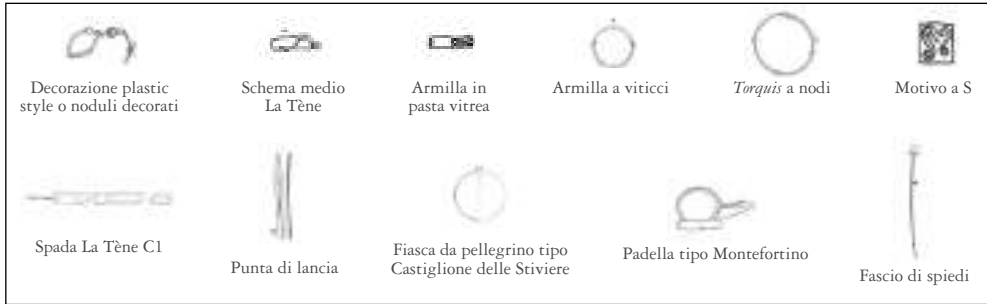 Decorazione plastic
style o noduli decorati
Schema medio
La Tène
Armilla in
pasta vitrea
Armilla a viticci
Torquis a nodi
Motivo a S
Spada La Tène C1
Punta di lancia
Fiasca da pellegrino tipo
Castiglione delle Stiviere
Padella tipo Montefortino
Fascio di spiedi